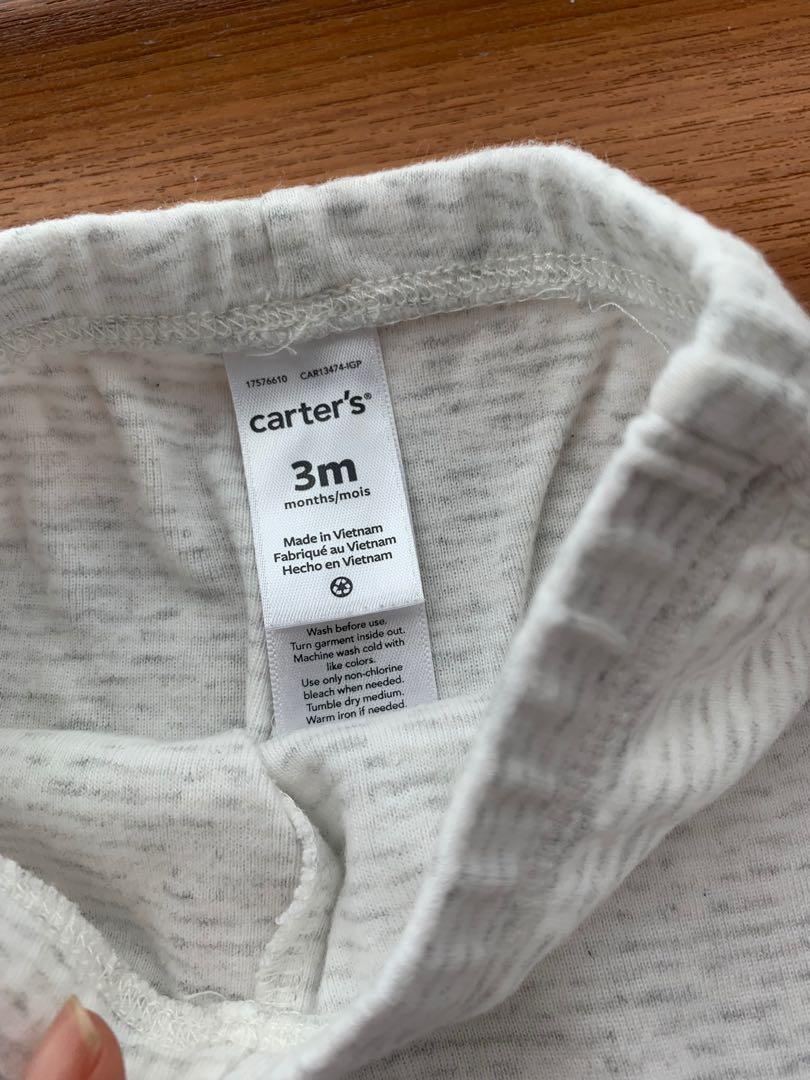 17576610 CAR13474-IGP
carter's®
3m
months/mois
Made in Vietnam
Fabriqué au Vietnam
Hecho en Vietnam
Wash before use.
Turn garment inside out.
Machine wash cold with
like colors.
Use only non-chlorine
bleach when needed.
Tumble dry medium.
Warm iron if needed.